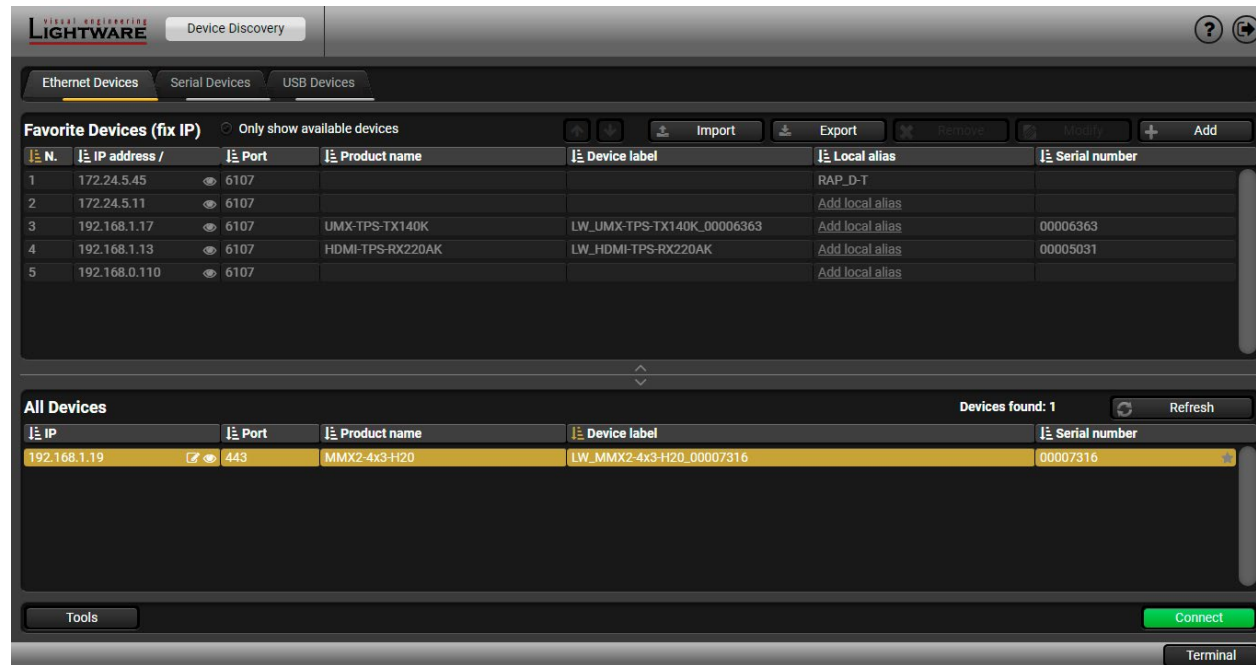 visual engineering
LIGHTWARE
Device Discovery
?
Ethernet Devices Serial Devices USB Devices
Favorite Devices (fix IP) Only show available devices Import Export Remove Modify Add
N. IP address / Port Product name Device label Local alias Serial number
1 172.24.5.45 6107 RAP_D-T
2 172.24.5.11 6107 Add local alias
3 192.168.1.17 6107 UMX-TPS-TX140K LW_UMX-TPS-TX140K_00006363 Add local alias 00006363
4 192.168.1.13 6107 HDMI-TPS-RX220AK LW_HDMI-TPS-RX220AK Add local alias 00005031
5 192.168.0.110 6107 Add local alias
All Devices Devices found: 1 Refresh
IP Port Product name Device label Serial number
192.168.1.19 443 MMX2-4x3-H20 LW_MMX2-4x3-H20_00007316 00007316
Tools Connect
Terminal